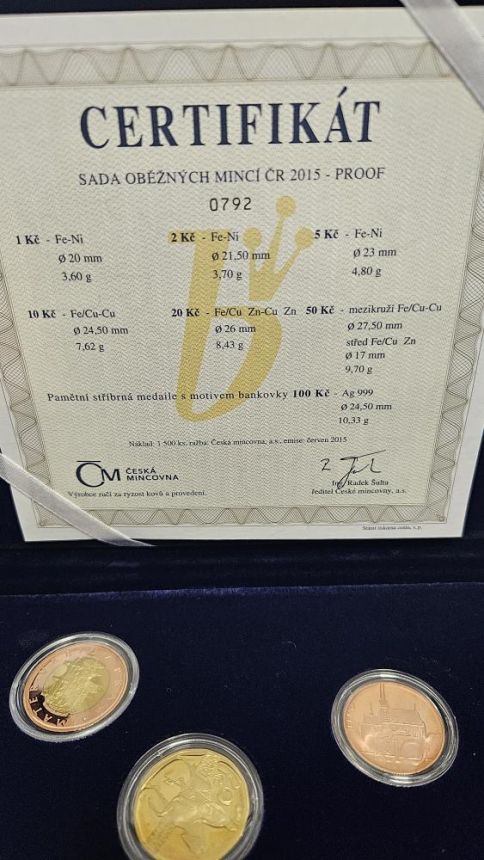 CERTIFIKÁT
SADA OBĚŽNÝCH MINCÍ ČR 2015 - PROOF
0792
1 Kč - Fe-Ni
Ø 20 mm
3,60 g
2 Kč - Fe-Ni
Ø 21,50 mm
3,70 g
5 Kč - Fe-Ni
Ø 23 mm
4,80 g
10 Kč - Fe/Cu-Cu
Ø 24,50 mm
7,62 g
20 Kč - Fe/Cu Zn-Cu Zn
Ø 26 mm
8,43 g
50 Kč - mezikruží Fe/Cu-Cu
Ø 27,50 mm
střed Fe/Cu Zn
Ø 17 mm
9,70 g
Pamětní stříbrná medaile s motivem bankovky 100 Kč - Ag 999
Ø 24,50 mm
10,33 g
Náklad: 1 500 ks, ražba: Česká mincovna, a.s., emise: červen 2015
ČM ČESKÁ
MINCOVNA
Výrobce ručí za ryzost kovů a provedení.
Ing. Radek Šulta
ředitel České mincovny, a.s.
Státní tiskárna cenin, s.p.
MATE